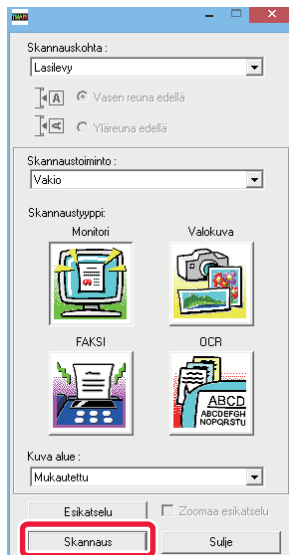 TWAIN
Skannauskohta :
Lasilevy
A Vasen reuna edellä
A Yläreuna edellä
Skannaustoiminto :
Vakio
Skannaustyyppi:
Monitori Valokuva
FAKSI OCR
ABCD
ABCDEFGH
NOPQRSTU
Kuva alue :
Mukautettu
Esikatselu Zoomaa esikatselu
Skannaus Sulje